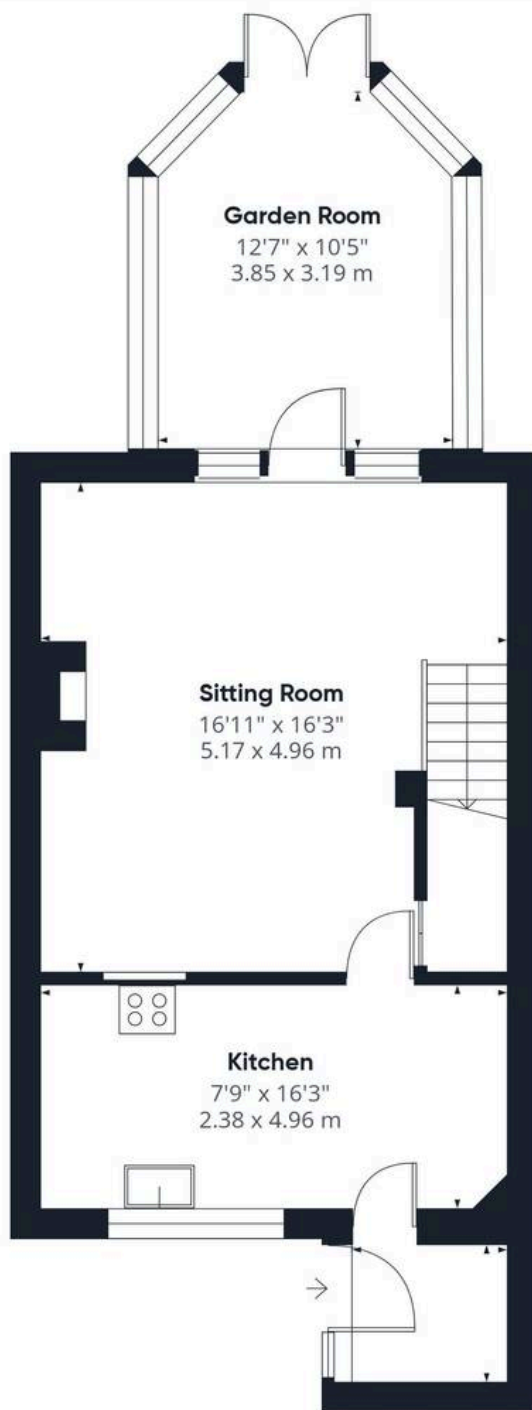 Garden Room
12'7" x 10'5"
3.85 x 3.19 m
Sitting Room
16'11" x 16'3"
5.17 x 4.96 m
Kitchen
7'9" x 16'3"
2.38 x 4.96 m